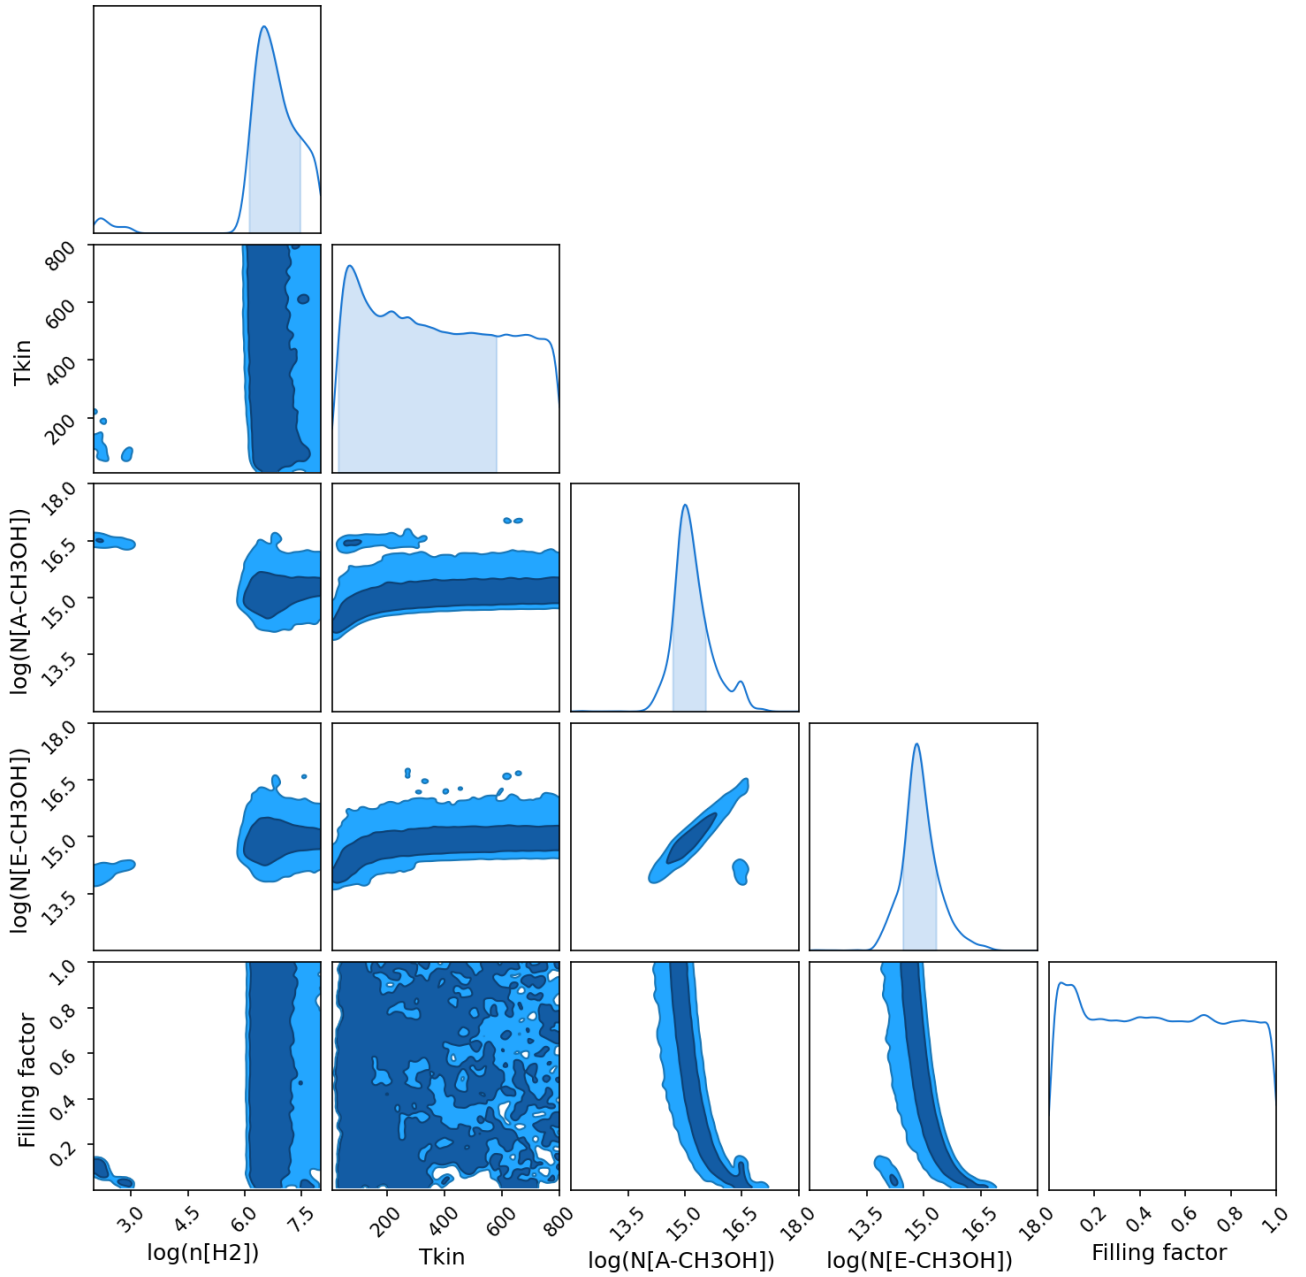 800
600
400
200
Tkin
18.0
16.5
15.0
13.5
log(N[A-CH3OH])
18.0
16.5
15.0
13.5
log(N[E-CH3OH])
1.0
0.8
0.6
0.4
0.2
Filling factor
3.0 4.5 6.0 7.5
log(n[H2])
200 400 600 800
Tkin
13.5 15.0 16.5 18.0
log(N[A-CH3OH])
13.5 15.0 16.5 18.0
log(N[E-CH3OH])
0.2 0.4 0.6 0.8 1.0
Filling factor